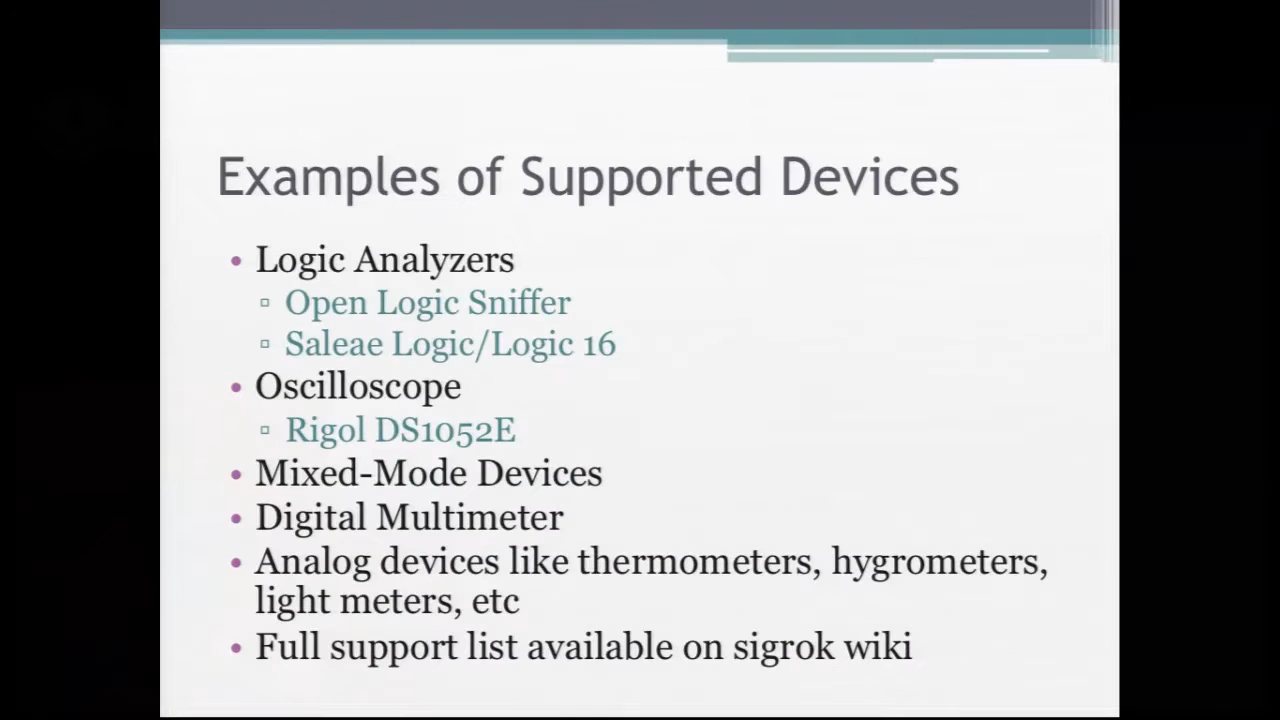 Examples of Supported Devices
• Logic Analyzers
▫ Open Logic Sniffer
▫ Saleae Logic/Logic 16
• Oscilloscope
▫ Rigol DS1052E
• Mixed-Mode Devices
• Digital Multimeter
• Analog devices like thermometers, hygrometers,
light meters, etc
• Full support list available on sigrok wiki